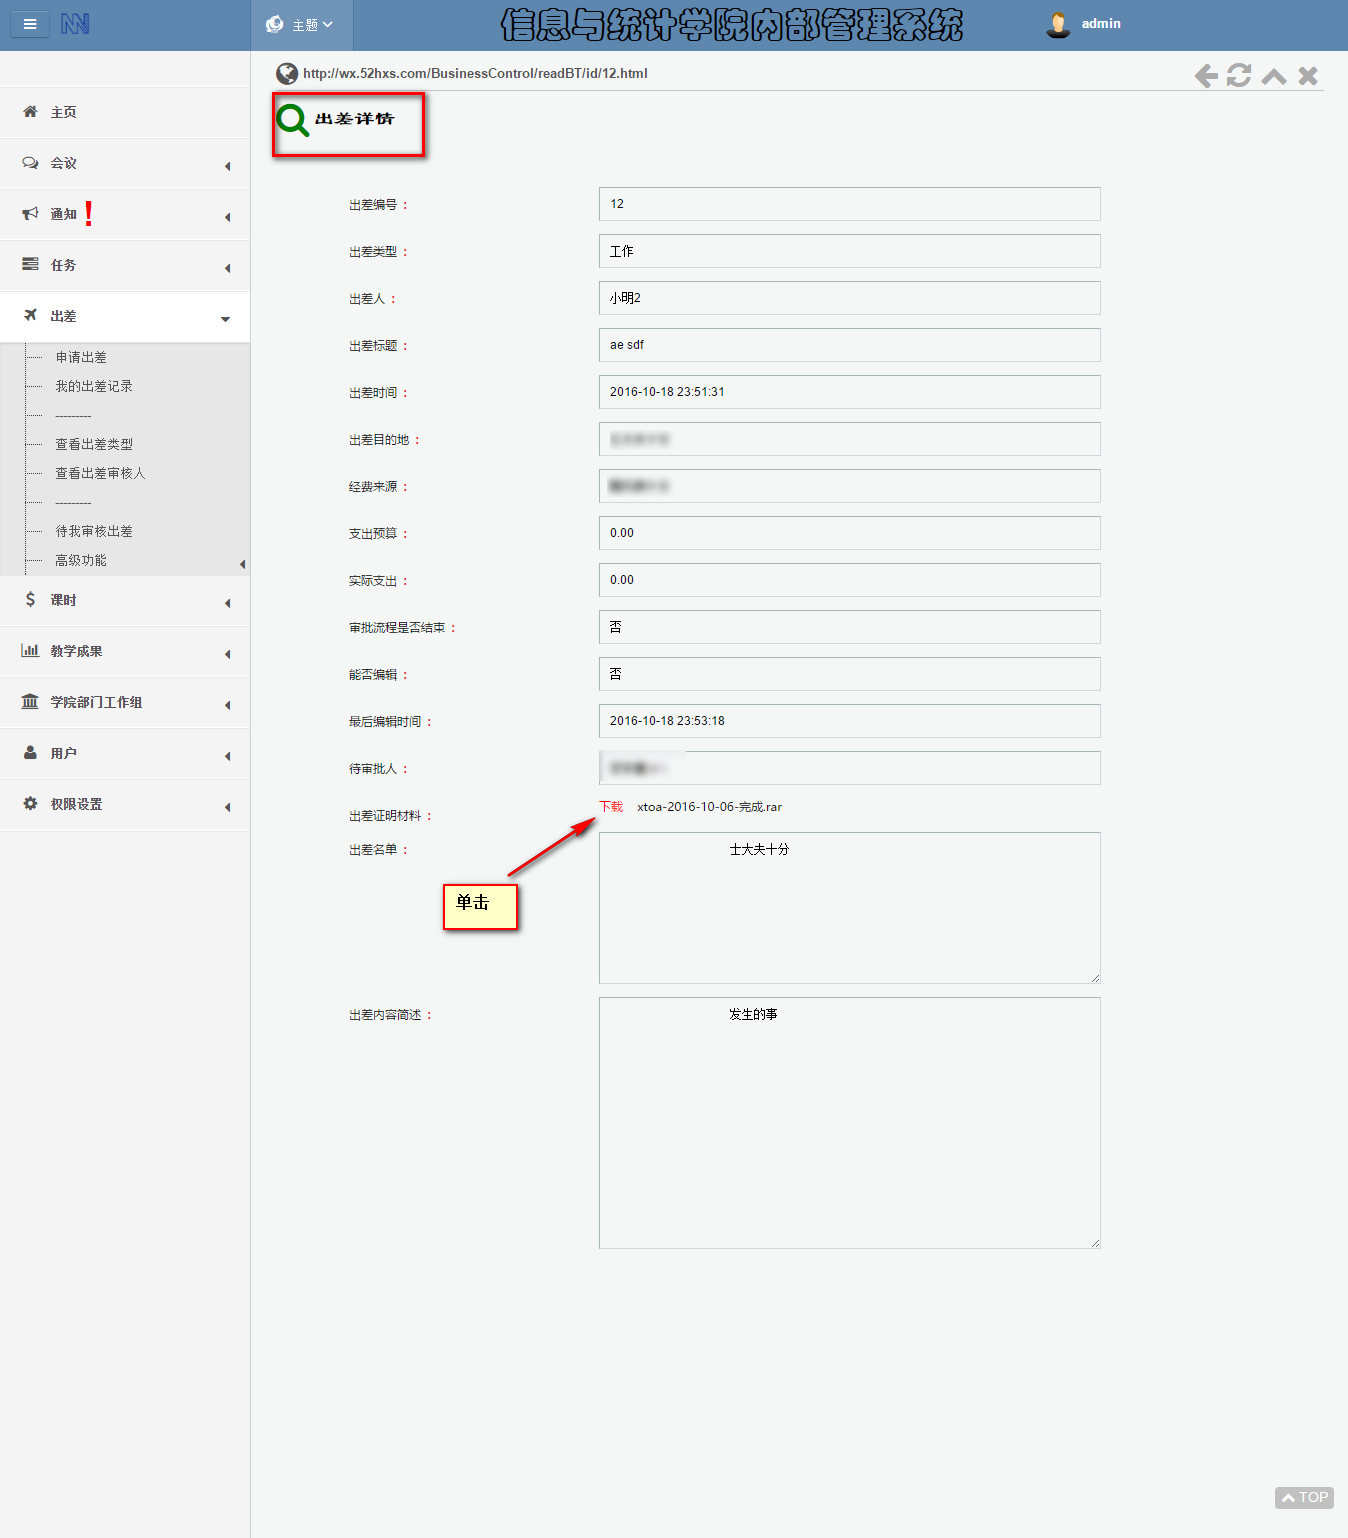 主题
信息与统计学院内部管理系统
admin
http://wx.52hxs.com/BusinessControl/readBT/id/12.html
出差详情
主页
会议
通知 !
任务
出差
申请出差
我的出差记录
---------
查看出差类型
查看出差审核人
---------
待我审核出差
高级功能
课时
教学成果
学院部门工作组
用户
权限设置
出差编号： 12
出差类型： 工作
出差人： 小明2
出差标题： ae sdf
出差时间： 2016-10-18 23:51:31
出差目的地：
经费来源：
支出预算： 0.00
实际支出： 0.00
审批流程是否结束： 否
能否编辑： 否
最后编辑时间： 2016-10-18 23:53:18
待审批人：
出差证明材料： 下载 xtoa-2016-10-06-完成.rar
出差名单： 士大夫十分
单击
出差内容简述： 发生的事
TOP